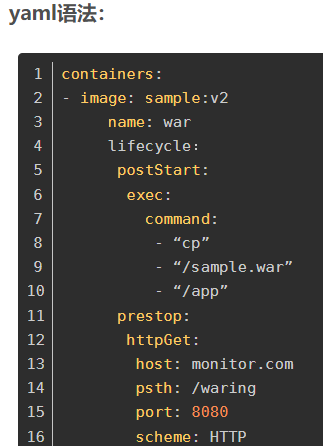 yaml语法：
1 containers:
2 - image: sample:v2
3      name: war
4      lifecycle：
5       postStart:
6        exec:
7          command:
8           - “cp”
9           - “/sample.war”
10           - “/app”
11       prestop:
12        httpGet:
13         host: monitor.com
14         psth: /waring
15         port: 8080
16         scheme: HTTP